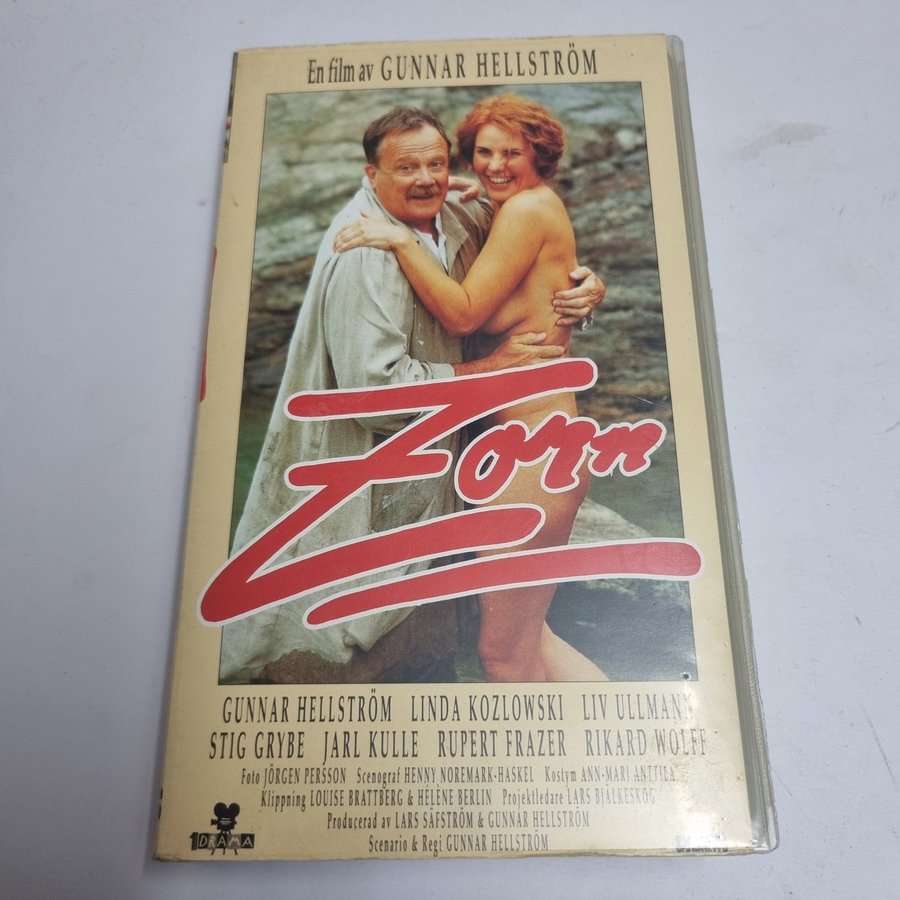 En film av GUNNAR HELLSTRÖM
Zorn
GUNNAR HELLSTRÖM LINDA KOZLOWSKI LIV ULLMANN
STIG GRYBE JARL KULLE RUPERT FRAZER RIKARD WOLFF
Foto JÖRGEN PERSSON Scenograf HENNY NOREMARK-HASKEL Kostym ANN-MARI ANTTILA
Klippning LOUISE BRATTBERG & HELENE BERLIN Projektledare LARS BJÄLKESKOG
Producerad av LARS SÄFSTRÖM & GUNNAR HELLSTRÖM
Scenario & Regi GUNNAR HELLSTRÖM
1DRAMA